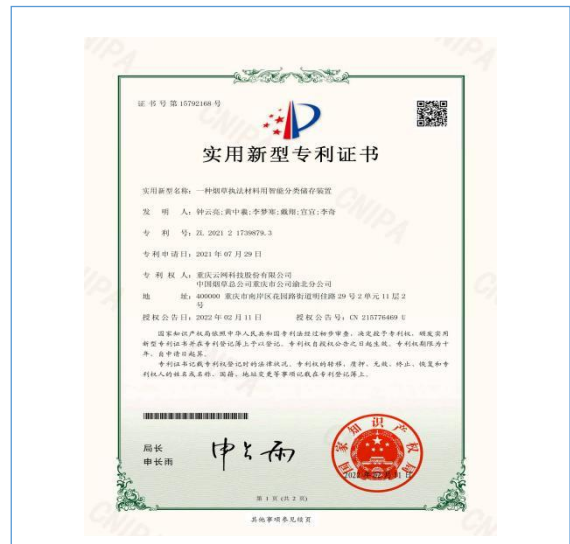 CNIPA
证书号第15792168号
实用新型专利证书
实用新型名称：一种烟草执法材料用智能分类储存装置
发 明 人：钟云亮;黄中羲;李梦郑;戴翔;宣宣;李奇
专 利 号：ZL 2021 2 1739879.3
专利申请日：2021年07月29日
专 利 权 人：重庆云网科技股份有限公司
中国烟草总公司重庆市公司渝北分公司
地 址：400000 重庆市南岸区花园路街道明佳路29号2单元11层2
号
授权公告日：2022年02月11日 授权公告号：CN 215776469 U
国家知识产权局依照中华人民共和国专利法经过初步审查，决定授予专利权，颁发实用
新型专利证书并在专利登记簿上予以登记。专利权自授权公告之日起生效。专利权期限为十
年，自申请日起算。
专利证书记载专利权登记时的法律状况。专利权的转移、质押、无效、终止、恢复和专
利权人的姓名或名称、国籍、地址变更等事项记载在专利登记簿上。
局长
申长雨
申长雨
国家知识产权局
第 1 页 (共 2 页)
其他事项参见续页